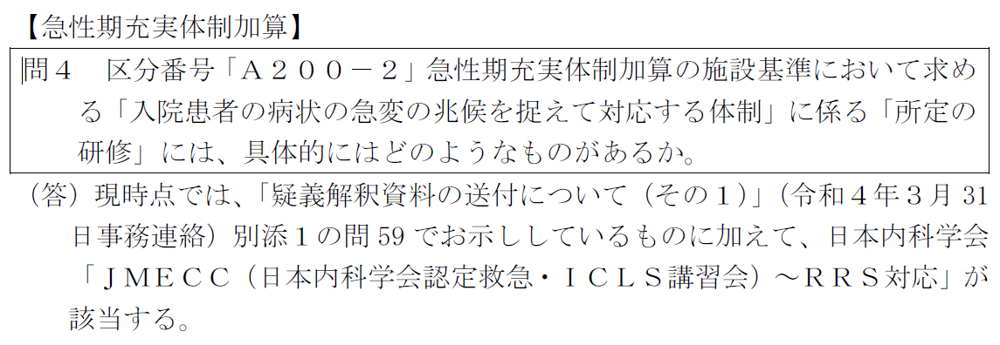 【急性期充実体制加算】
問４　区分番号「Ａ２００－２」急性期充実体制加算の施設基準において求め
る「入院患者の病状の急変の兆候を捉えて対応する体制」に係る「所定の
研修」には、具体的にはどのようなものがあるか。
（答）現時点では、「疑義解釈資料の送付について（その１）」（令和４年３月 31
日事務連絡）別添１の問 59 でお示ししているものに加えて、日本内科学会
「ＪＭＥＣＣ（日本内科学会認定救急・ＩＣＬＳ講習会）～ＲＲＳ対応」が
該当する。